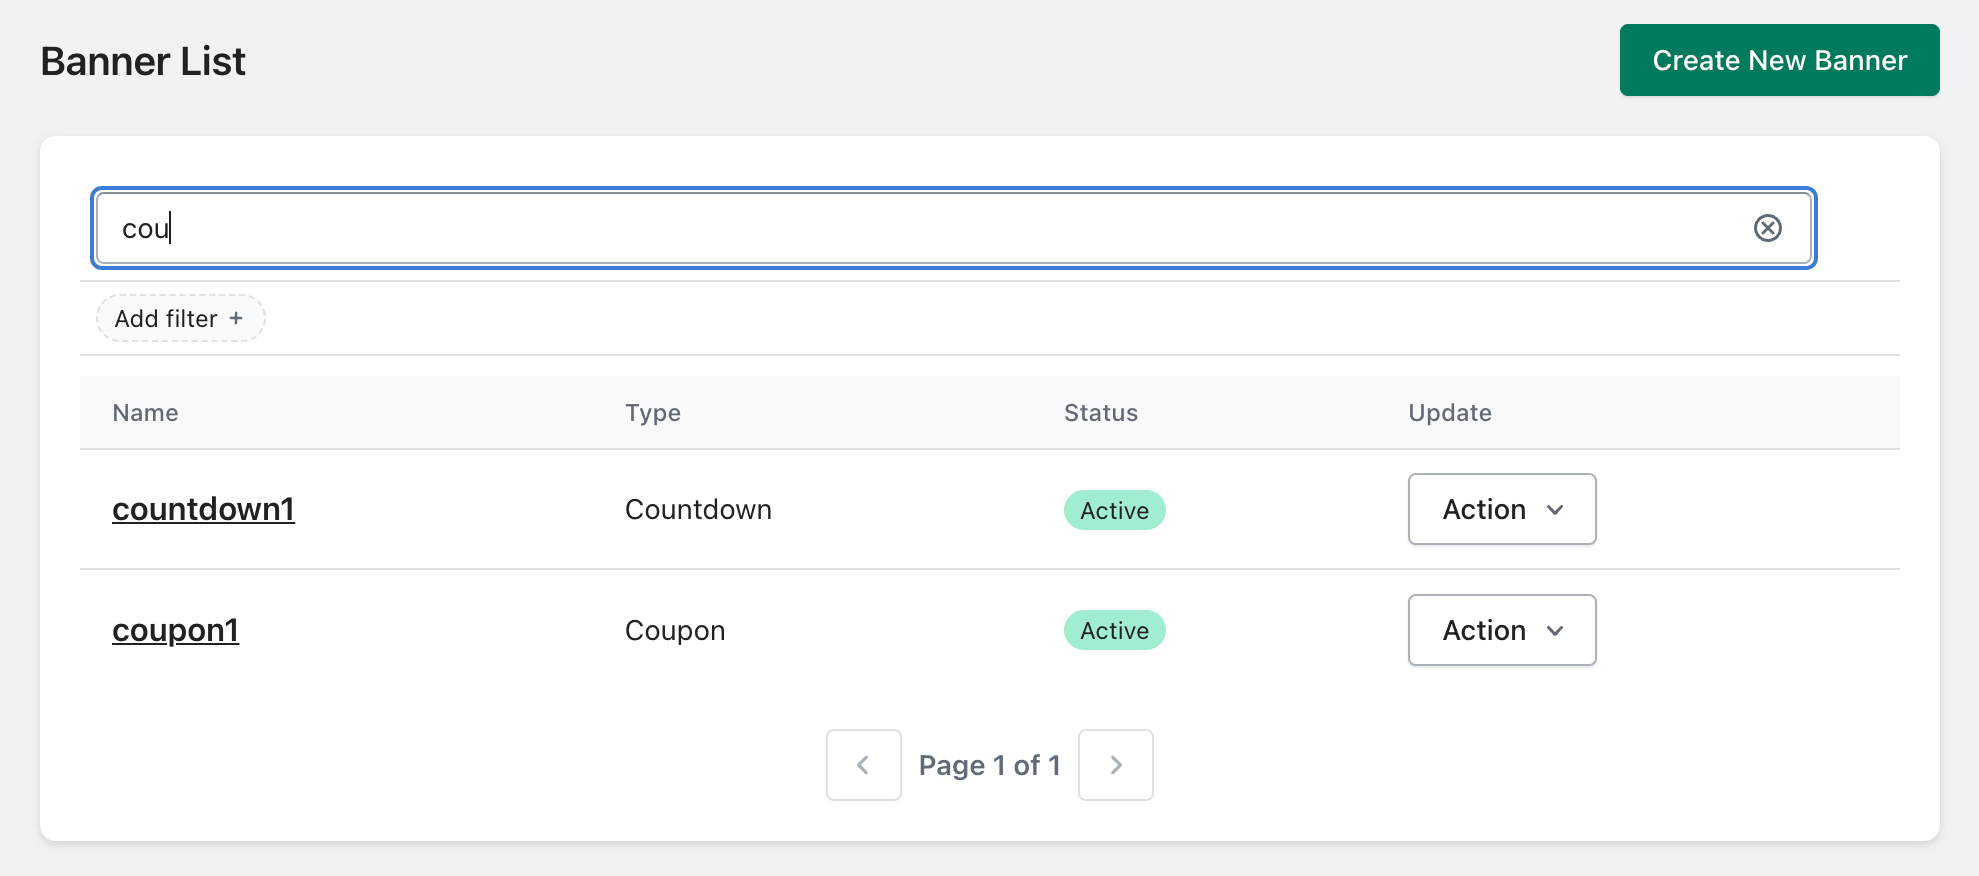 Banner List
Create New Banner
cou
Add filter +
Name Type Status Update
countdown1 Countdown Active Action
coupon1 Coupon Active Action
Page 1 of 1